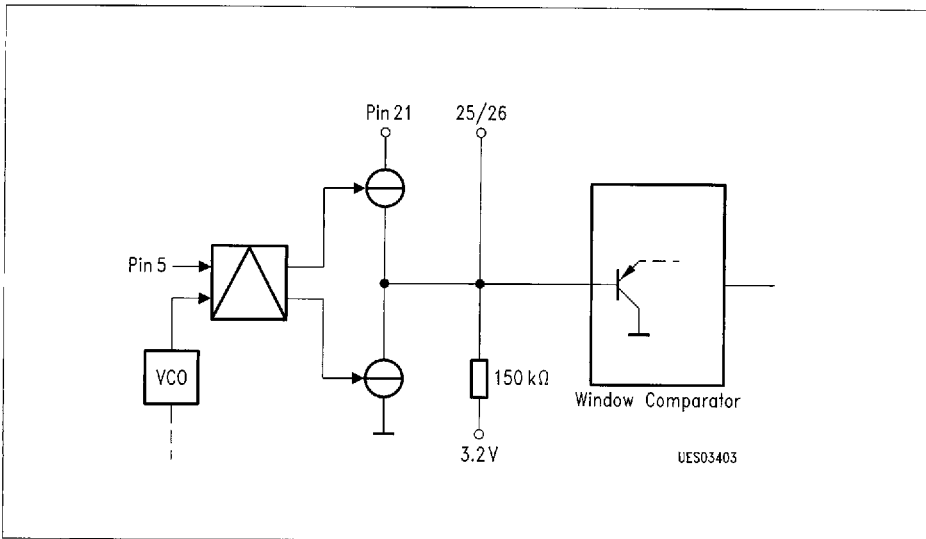 Pin 21
25/26
Pin 5
VCO
150 kΩ
Window Comparator
3.2 V
UES03403